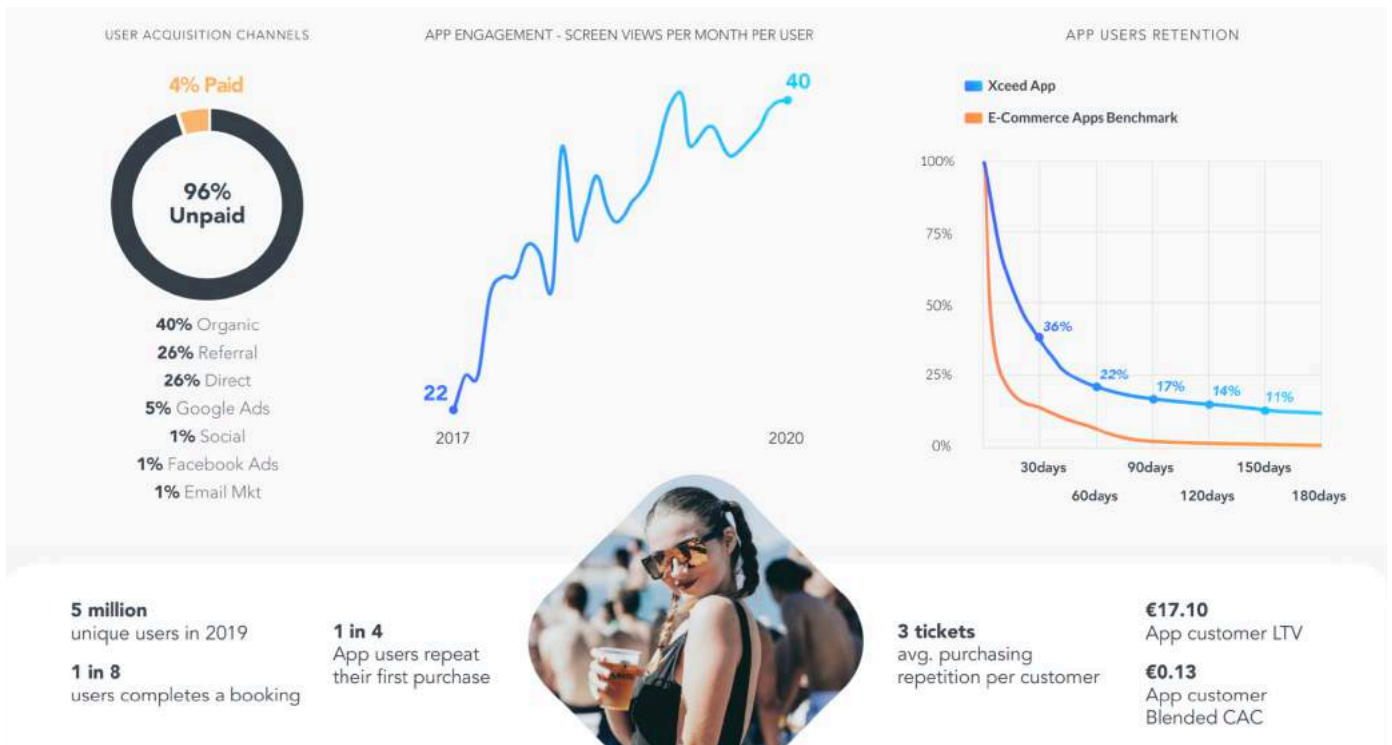 USER ACQUISITION CHANNELS
4% Paid
96%
Unpaid
40% Organic
26% Referral
26% Direct
5% Google Ads
1% Social
1% Facebook Ads
1% Email Mkt
APP ENGAGEMENT - SCREEN VIEWS PER MONTH PER USER
40
22
2017
2020
APP USERS RETENTION
Xceed App
E-Commerce Apps Benchmark
100%
75%
50%
25%
0%
36%
22%
17%
14%
11%
30days
60days
90days
120days
150days
180days
5 million
unique users in 2019
1 in 8
users completes a booking
1 in 4
App users repeat
their first purchase
3 tickets
avg. purchasing
repetition per customer
€17.10
App customer LTV
€0.13
App customer
Blended CAC